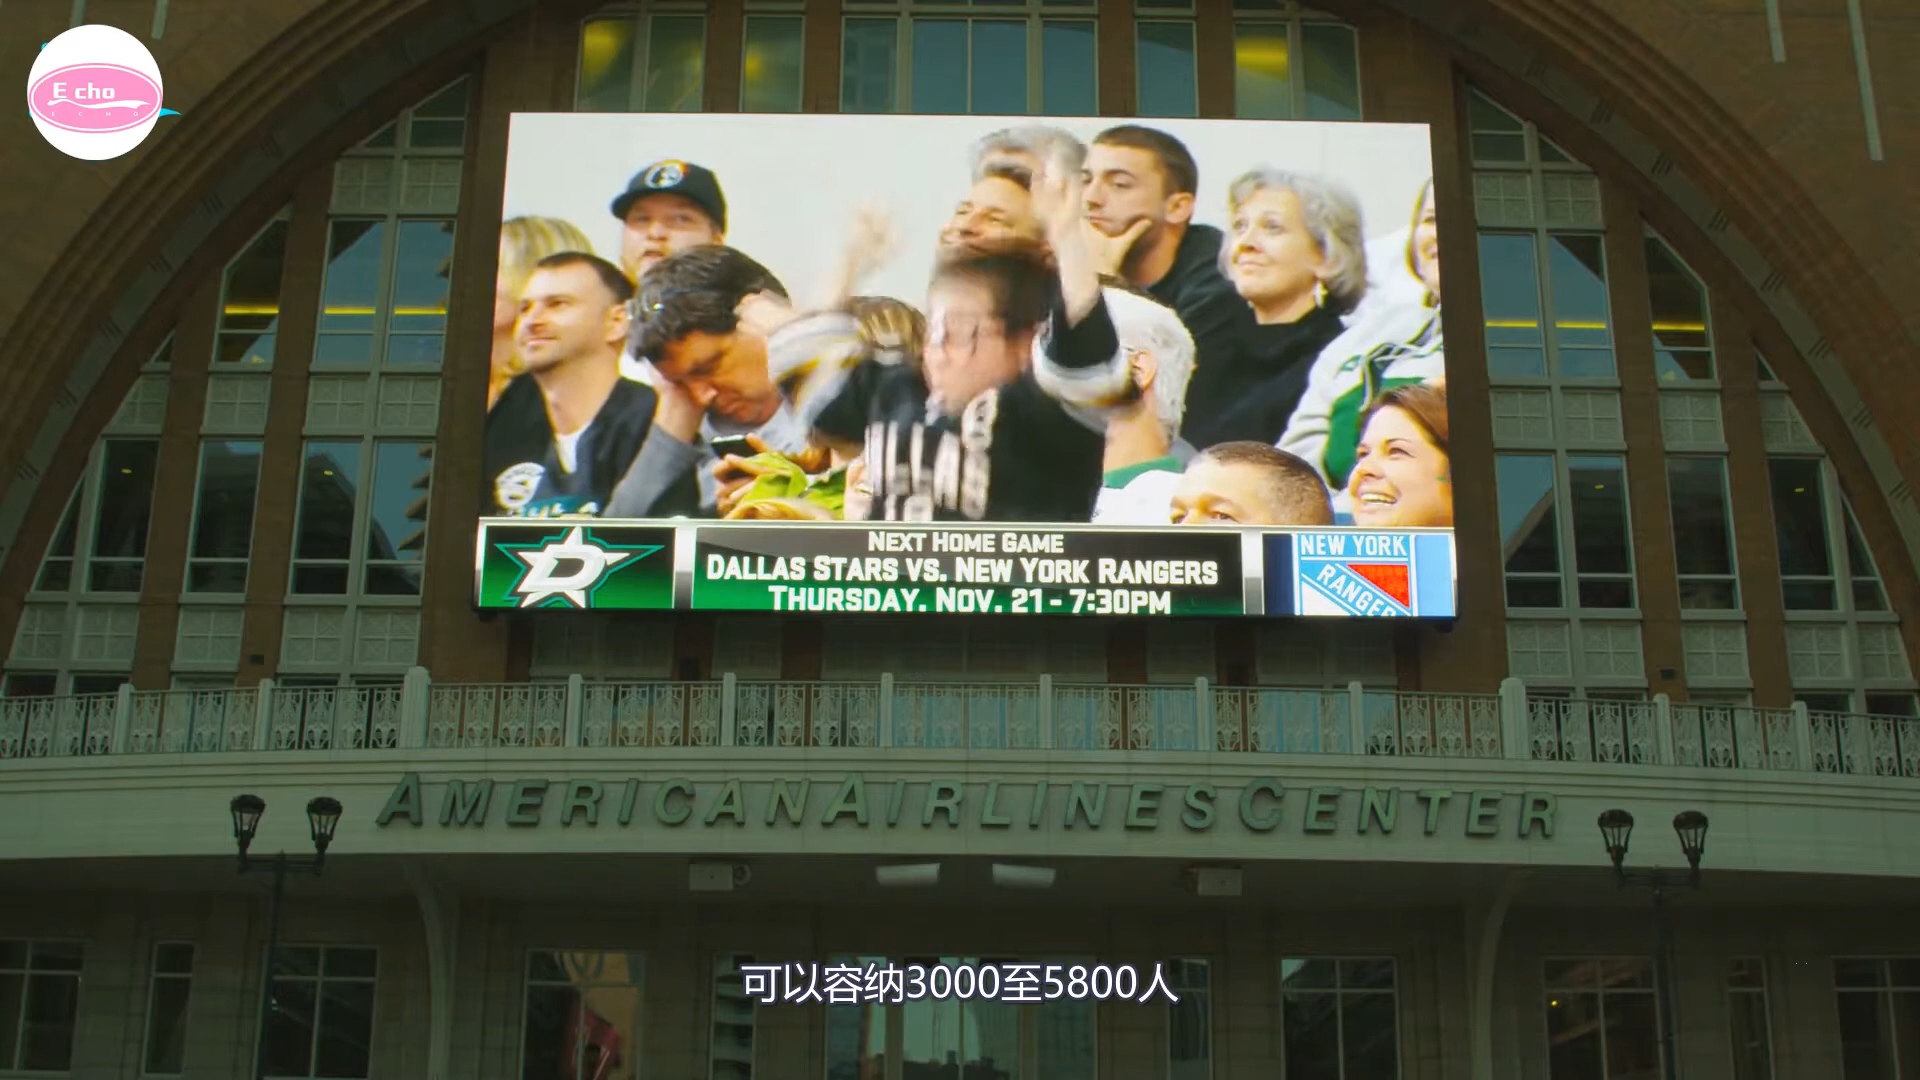 E cho
E C H O
NEXT HOME GAME
DALLAS STARS VS. NEW YORK RANGERS
THURSDAY, NOV. 21 - 7:30PM
D
NEW YORK
RANGERS
AMERICANAIRLINESCENTER
可以容纳3000至5800人